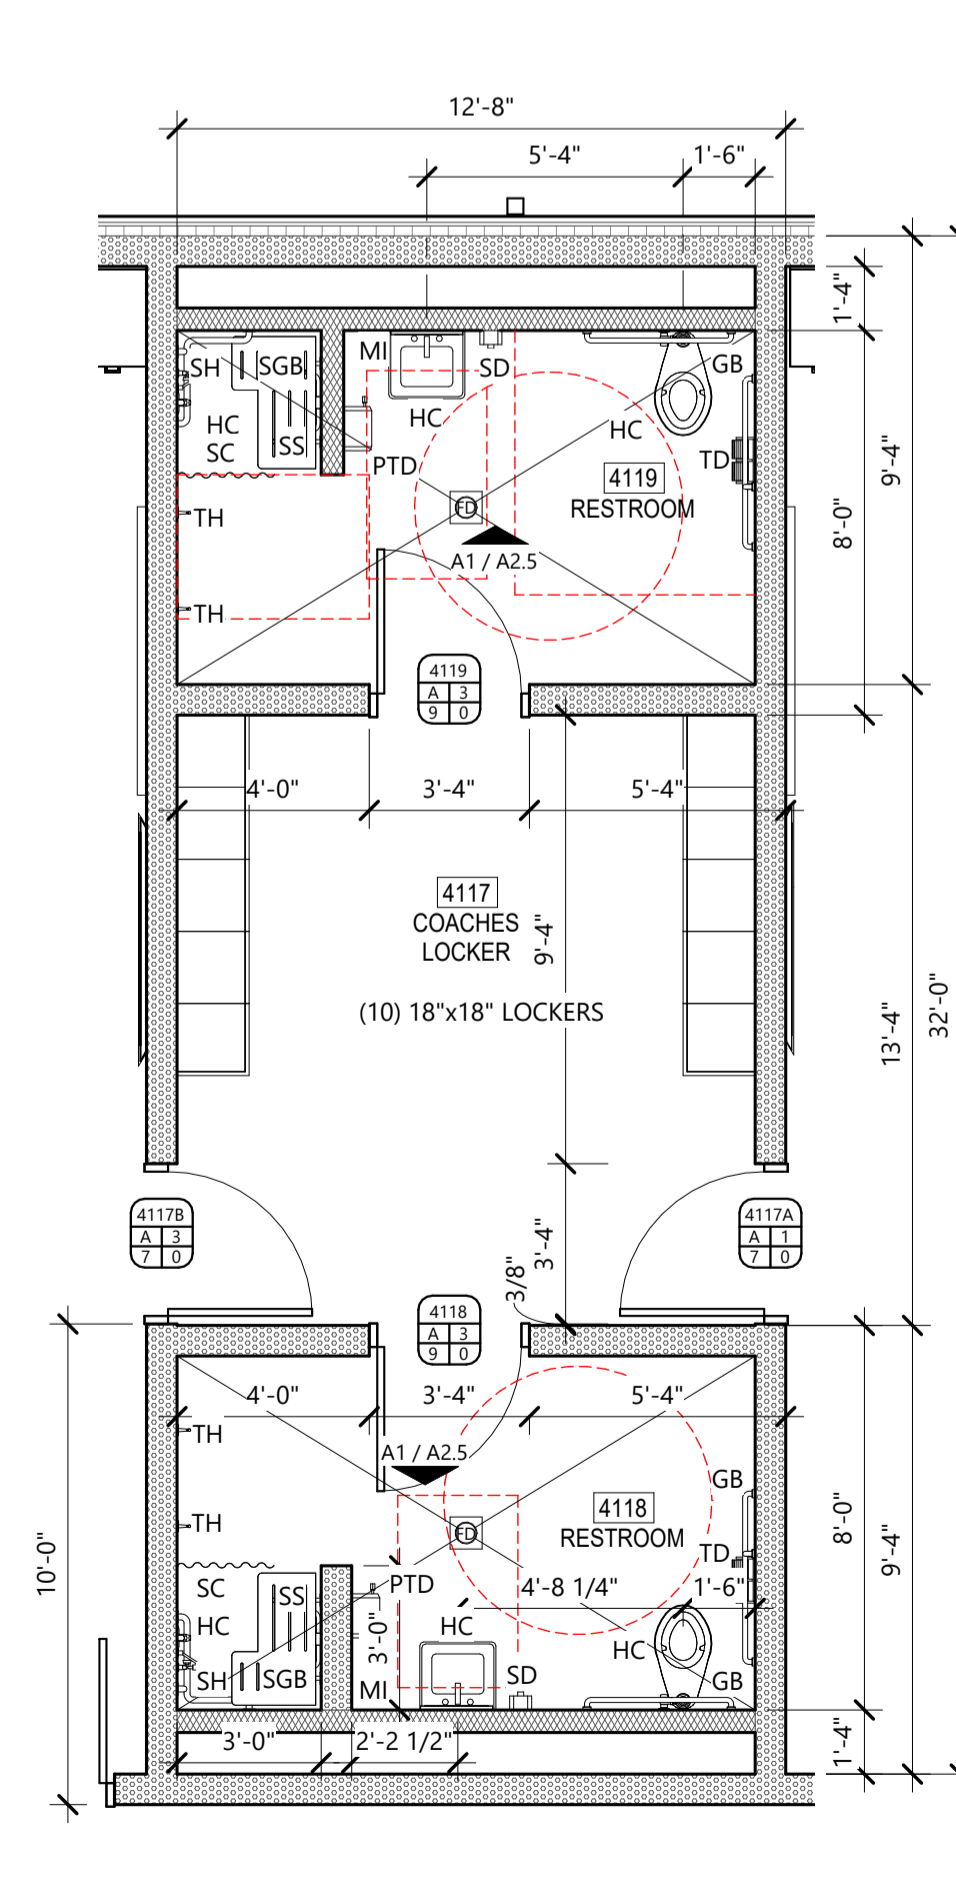 12'-8"
5'-4"
1'-6"
1'-4"
MI
SH
SGB
SD
GB
HC
HC
SC
SS
HC
PTD
TD
4119
RESTROOM
9'-4"
8'-0"
FD
TH
A1 / A2.5
TH
4119
A 3
9 0
4'-0"
3'-4"
5'-4"
4117
COACHES
LOCKER
9'-4"
(10) 18"x18" LOCKERS
13'-4"
32'-0"
4117B
A 3
7 0
4117A
A 1
7 0
3'-4"
3/8"
4118
A 3
9 0
4'-0"
3'-4"
5'-4"
TH
A1 / A2.5
GB
4118
RESTROOM
TH
FD
TD
8'-0"
9'-4"
10'-0"
SC
SS
PTD
4'-8 1/4"
1'-6"
HC
HC
3'-0"
HC
SH
SGB
MI
SD
GB
3'-0"
2'-2 1/2"
1'-4"